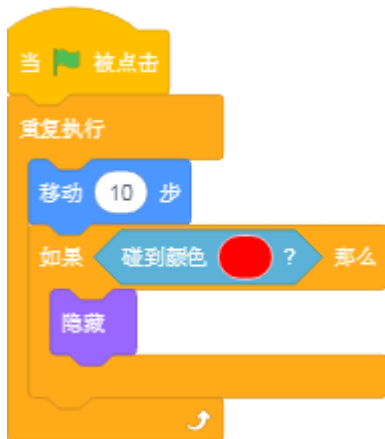 当 被点击
重复执行
移动 10 步
如果 碰到颜色 ? 那么
隐藏